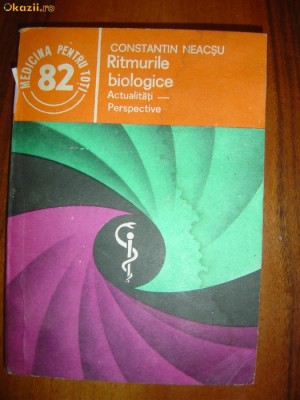 Okazii.ro
MEDICINA PENTRU TOȚI
82
CONSTANTIN NEACȘU
Ritmurile
biologice
Actualități —
Perspective